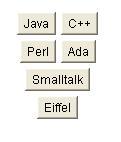 Java C++
Perl Ada
Smalltalk
Eiffel